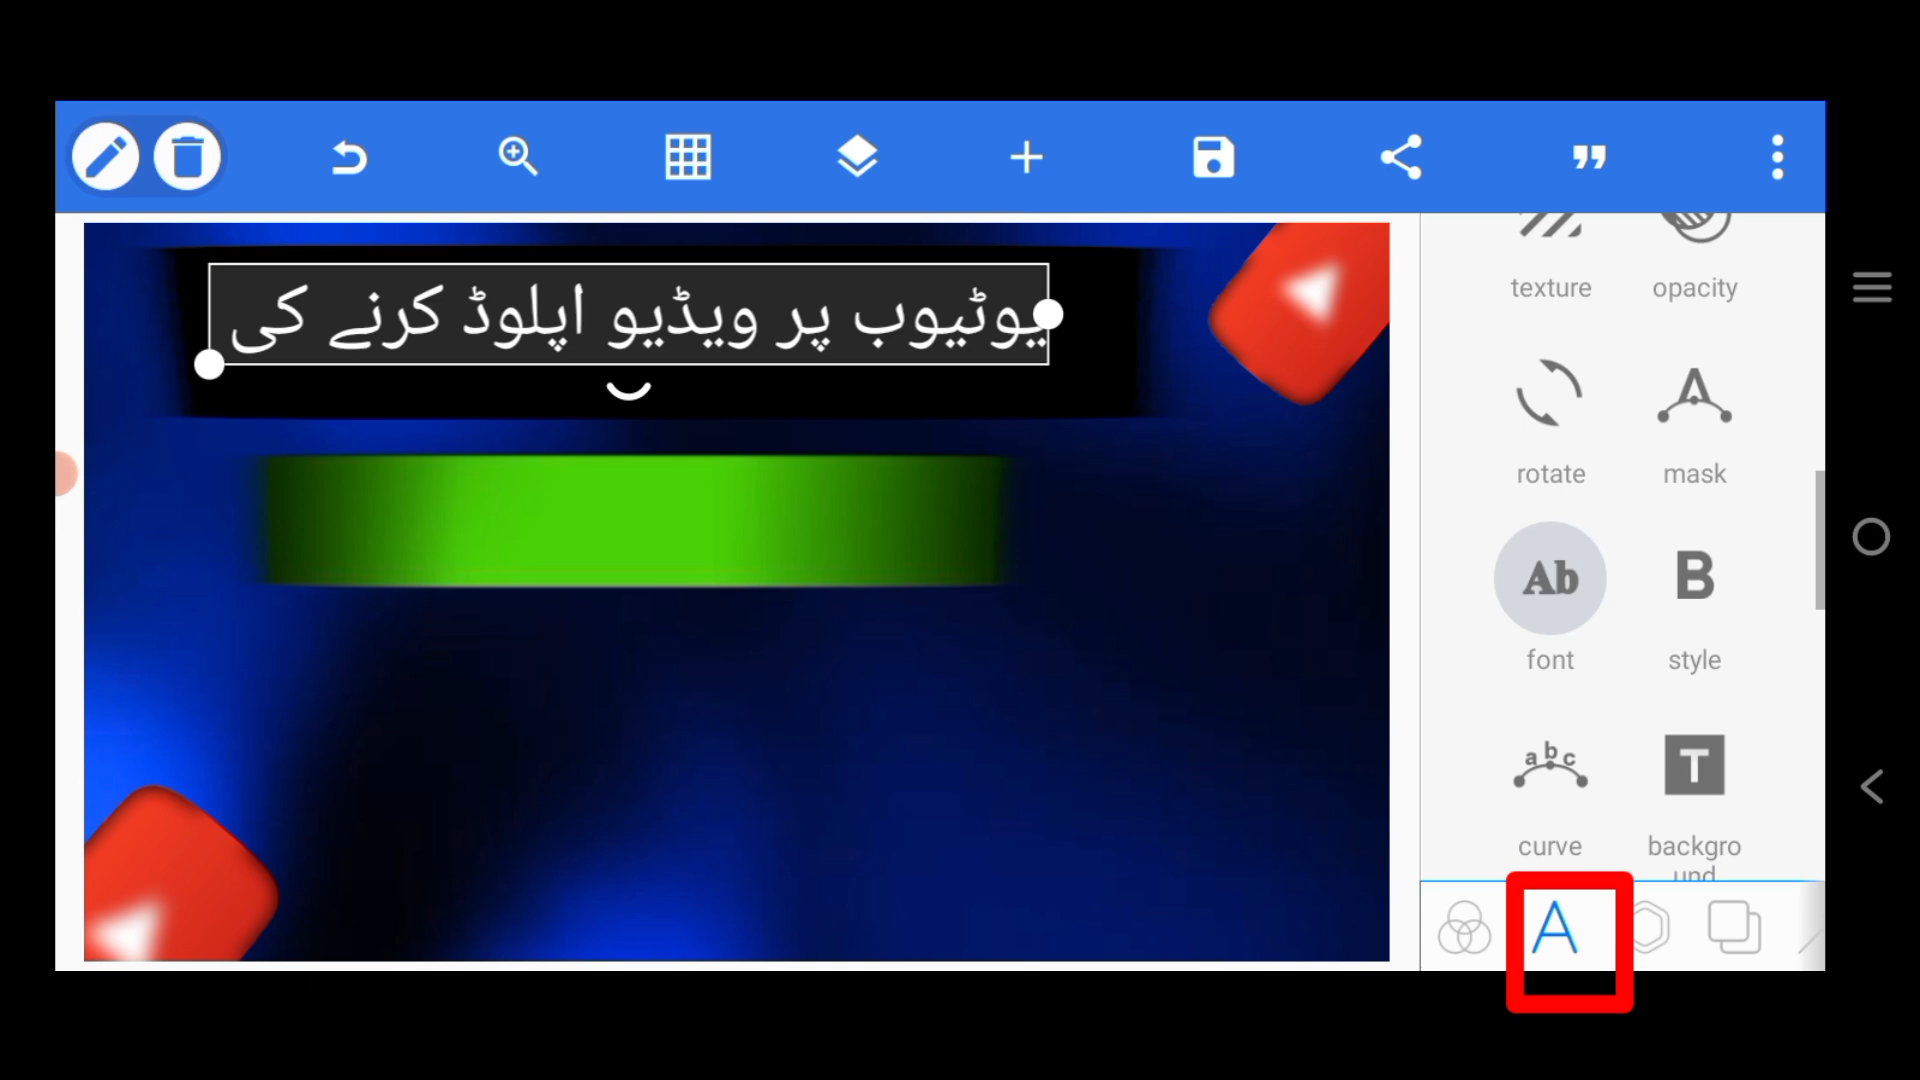 یوٹیوب پر ویڈیو اپلوڈ کرنے کی
texture
opacity
rotate
mask
Ab
B
font
style
abc
T
curve
backgro
und
A